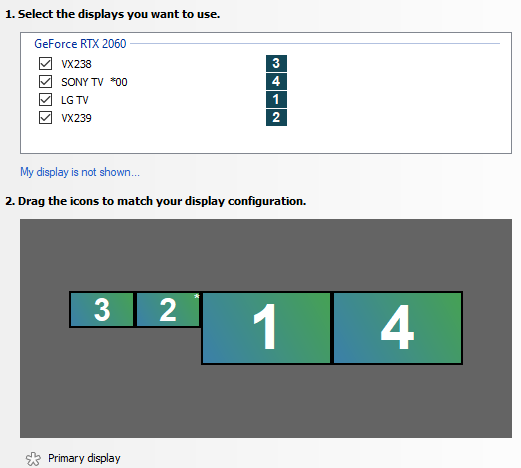 1. Select the displays you want to use.
GeForce RTX 2060
VX238 3
SONY TV *00 4
LG TV 1
VX239 2
My display is not shown...
2. Drag the icons to match your display configuration.
3 2 * 1 4
Primary display